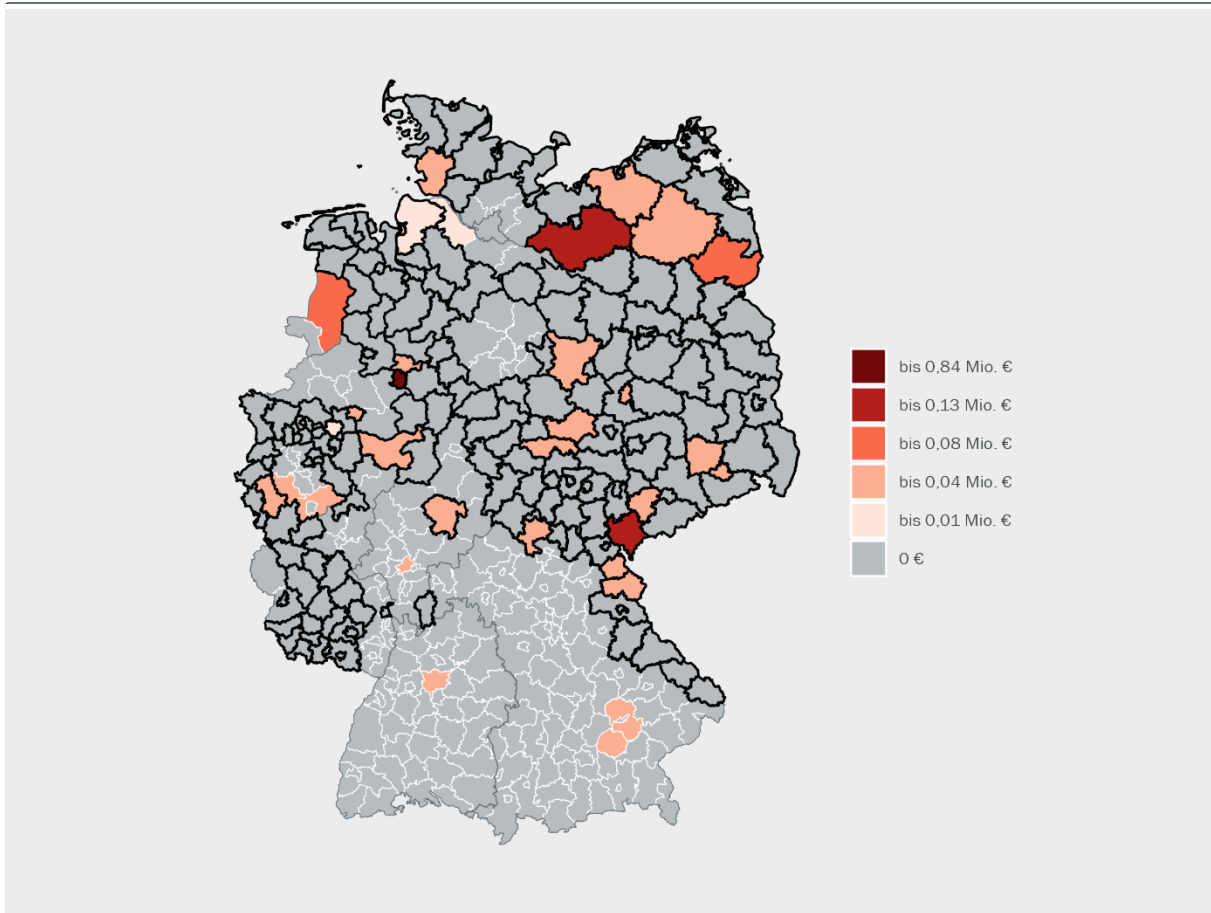 bis 0,84 Mio. €
bis 0,13 Mio. €
bis 0,08 Mio. €
bis 0,04 Mio. €
bis 0,01 Mio. €
0 €